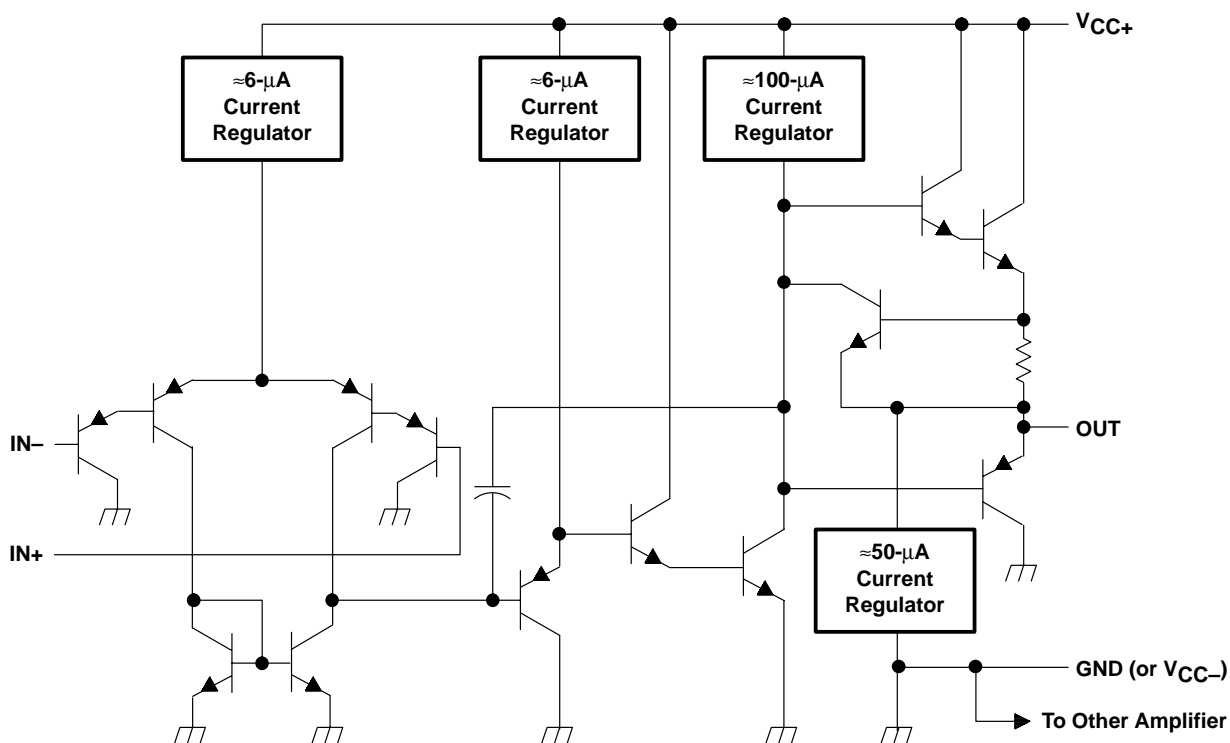 VCC+
≈6-μA
Current
Regulator
≈6-μA
Current
Regulator
≈100-μA
Current
Regulator
IN−
OUT
IN+
≈50-μA
Current
Regulator
GND (or VCC−)
To Other Amplifier